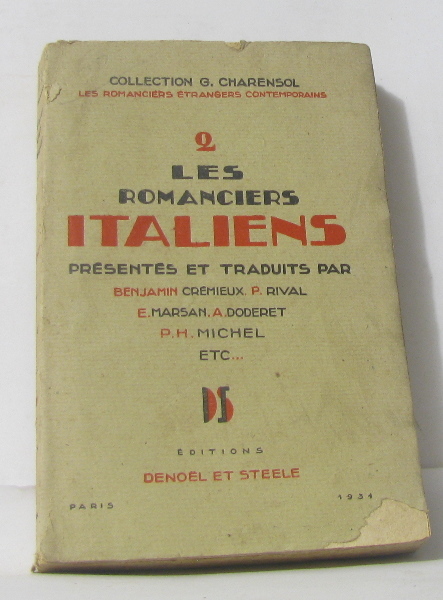 COLLECTION G. CHARENSOL
LES ROMANCIERS ÉTRANGERS CONTEMPORAINS
2
LES
ROMANCIERS
ITALIENS
PRÉSENTÉS ET TRADUITS PAR
BENJAMIN CRÉMIEUX. P. RIVAL
E. MARSAN. A. DODERET
P. H. MICHEL
ETC...
DS
ÉDITIONS
DENOËL ET STEELE
PARIS 1931